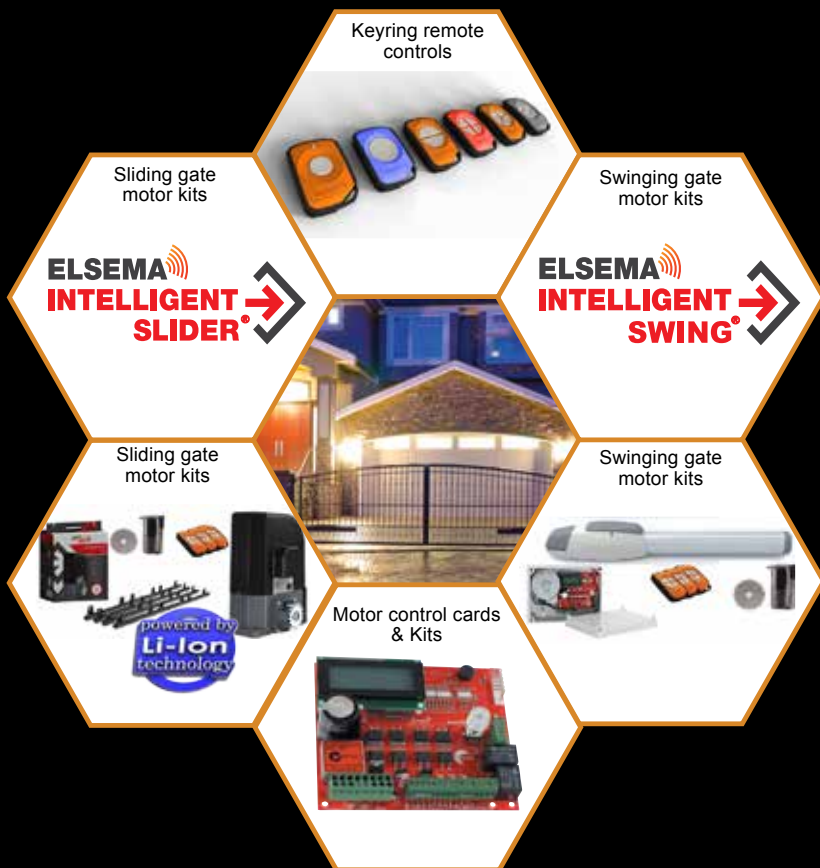 Keyring remote
controls
Sliding gate
motor kits
ELSEMA
INTELLIGENT
SLIDER®
Swinging gate
motor kits
ELSEMA
INTELLIGENT
SWING®
Sliding gate
motor kits
powered by
Li-Ion
technology
Swinging gate
motor kits
Motor control cards
& Kits